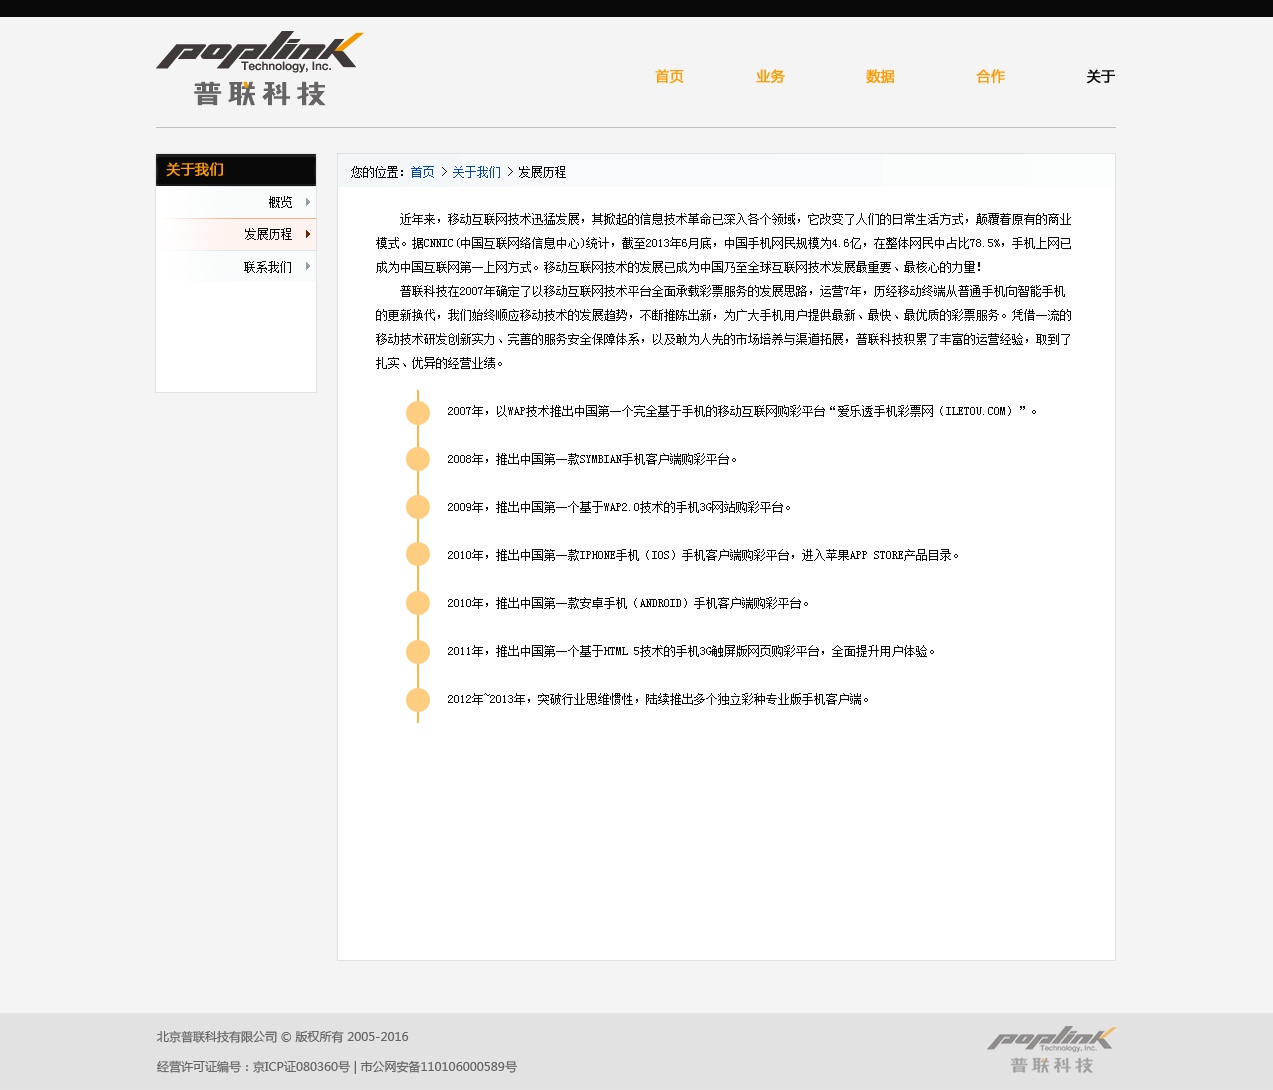 poplink
Technology, Inc.
普联科技
首页 业务 数据 合作 关于
关于我们
概览
发展历程
联系我们
您的位置：首页 > 关于我们 > 发展历程
近年来，移动互联网技术迅猛发展，其掀起的信息技术革命已深入各个领域，它改变了人们的日常生活方式，颠覆着原有的商业
模式。据CNNIC(中国互联网络信息中心)统计，截至2013年6月底，中国手机网民规模为4.6亿，在整体网民中占比78.5%，手机上网已
成为中国互联网第一上网方式。移动互联网技术的发展已成为中国乃至全球互联网技术发展最重要、最核心的力量！
普联科技在2007年确定了以移动互联网技术平台全面承载彩票服务的发展思路，运营7年，历经移动终端从普通手机向智能手机
的更新换代，我们始终顺应移动技术的发展趋势，不断推陈出新，为广大手机用户提供最新、最快、最优质的彩票服务。凭借一流的
移动技术研发创新实力、完善的服务安全保障体系，以及敢为人先的市场培养与渠道拓展，普联科技积累了丰富的运营经验，取到了
扎实、优异的经营业绩。
2007年，以WAP技术推出中国第一个完全基于手机的移动互联网购彩平台“爱乐透手机彩票网（ILETOU.COM）”。
2008年，推出中国第一款SYMBIAN手机客户端购彩平台。
2009年，推出中国第一个基于WAP2.0技术的手机3G网站购彩平台。
2010年，推出中国第一款IPHONE手机（IOS）手机客户端购彩平台，进入苹果APP STORE产品目录。
2010年，推出中国第一款安卓手机（ANDROID）手机客户端购彩平台。
2011年，推出中国第一个基于HTML 5技术的手机3G触屏版网页购彩平台，全面提升用户体验。
2012年~2013年，突破行业思维惯性，陆续推出多个独立彩种专业版手机客户端。
北京普联科技有限公司 © 版权所有 2005-2016
经营许可证编号：京ICP证080360号 | 市公网安备110106000589号
poplink
Technology, Inc.
普联科技